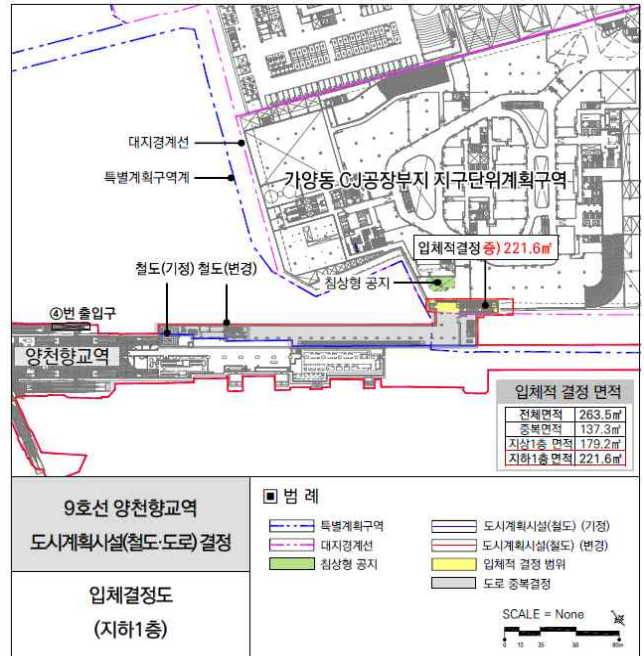 대지경계선
특별계획구역계
가양동 CJ공장부지 지구단위계획구역
입체적결정 증) 221.6㎡
철도(기정) 철도(변경)
침상형 공지
④번 출입구
양천향교역
입체적 결정 면적
전체면적 263.5㎡
중복면적 137.3㎡
지상1층 면적 179.2㎡
지하1층 면적 221.6㎡
9호선 양천향교역
도시계획시설(철도·도로) 결정
입체결정도
(지하1층)
▣ 범 례
특별계획구역
대지경계선
침상형 공지
도시계획시설(철도) (기정)
도시계획시설(철도) (변경)
입체적 결정 범위
도로 중복결정
SCALE = None
0 10 25 50 80m